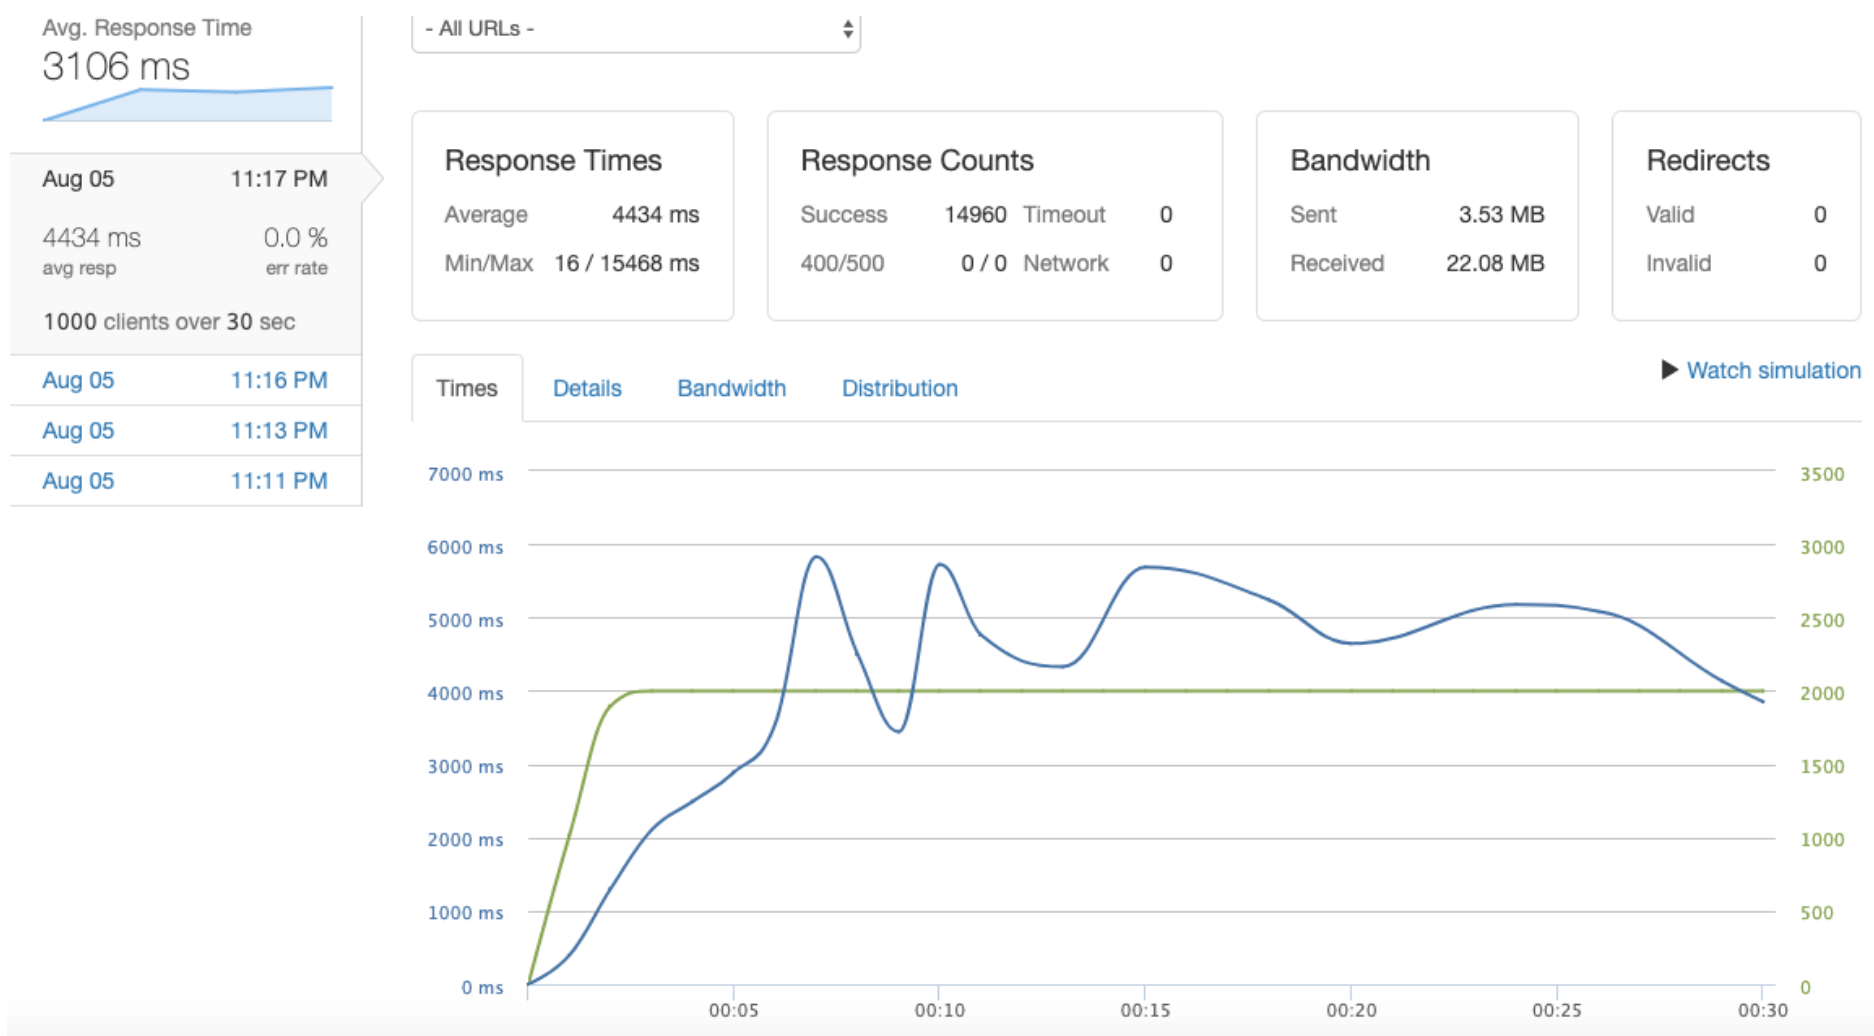 Avg. Response Time
3106 ms
Aug 05 11:17 PM
4434 ms 0.0 %
avg resp err rate
1000 clients over 30 sec
Aug 05 11:16 PM
Aug 05 11:13 PM
Aug 05 11:11 PM
- All URLs -
Response Times
Average 4434 ms
Min/Max 16 / 15468 ms
Response Counts
Success 14960 Timeout 0
400/500 0 / 0 Network 0
Bandwidth
Sent 3.53 MB
Received 22.08 MB
Redirects
Valid 0
Invalid 0
Watch simulation
Times Details Bandwidth Distribution
7000 ms 3500
6000 ms 3000
5000 ms 2500
4000 ms 2000
3000 ms 1500
2000 ms 1000
1000 ms 500
0 ms 0
00:05 00:10 00:15 00:20 00:25 00:30